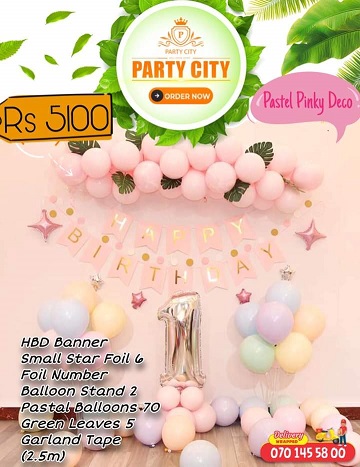 P
PARTY CITY
PARTY CITY
ORDER NOW
Rs 5100
Pastel Pinky Deco
HAPPY
BIRTHDAY
1
HBD Banner
Small Star Foil 6
Foil Number
Balloon Stand 2
Pastal Balloons 70
Green Leaves 5
Garland Tape
(2.5m)
Delivery
WRAPPER
070 145 58 00